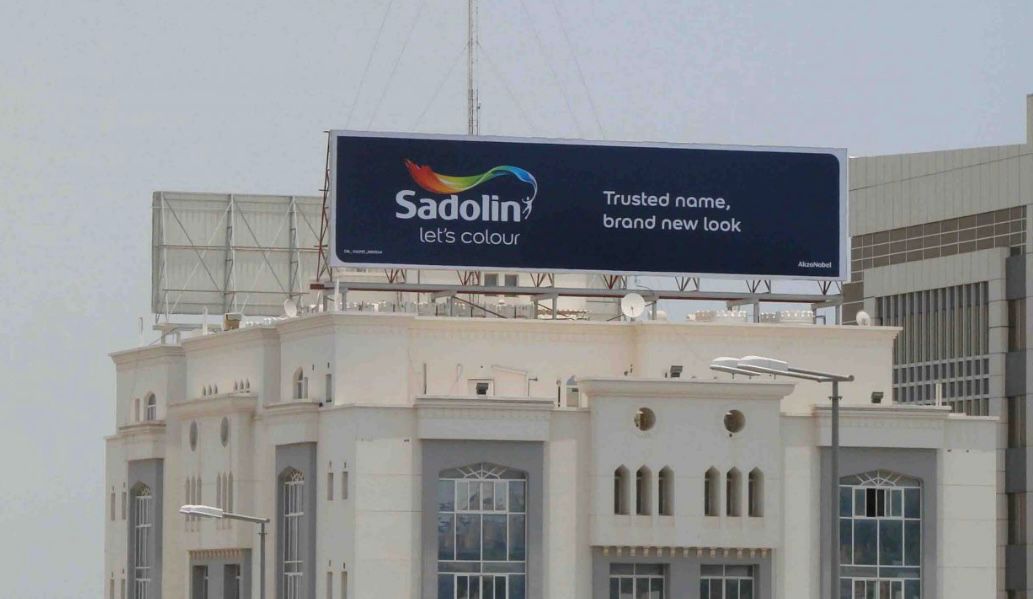 Sadolin
let's colour
Trusted name,
brand new look
AkzoNobel